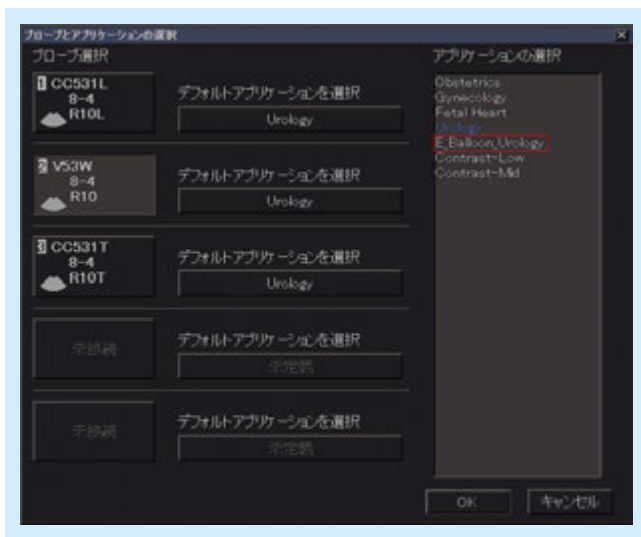 プローブとアプリケーションの選択
プローブ選択
アプリケーションの選択
1 CC531L
8-4
R10L
デフォルトアプリケーションを選択
Urology
2 V53W
8-4
R10
デフォルトアプリケーションを選択
Urology
3 CC531T
8-4
R10T
デフォルトアプリケーションを選択
Urology
未接続
デフォルトアプリケーションを選択
未定義
未接続
デフォルトアプリケーションを選択
未定義
Obstetrics
Gynecology
Fetal Heart
Urology
E_Balloon_Urology
Contrast-Low
Contrast-Mid
OK
キャンセル